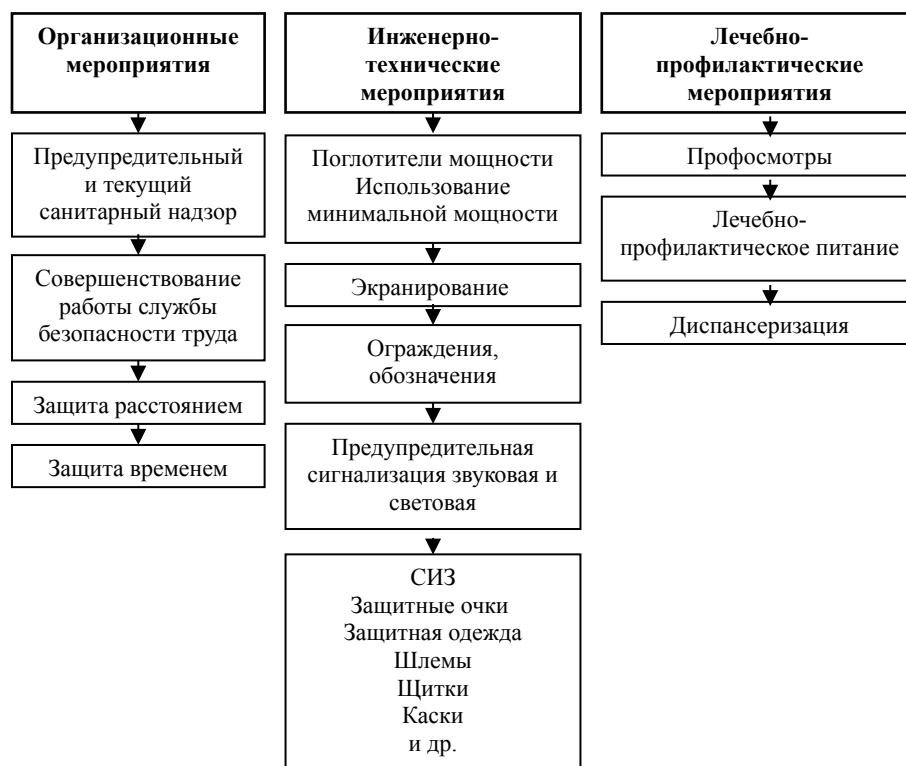 Организационные
мероприятия
Предупредительный
и текущий
санитарный надзор
Совершенствование
работы службы
безопасности труда
Защита расстоянием
Защита временем
Инженерно-
технические
мероприятия
Поглотители мощности
Использование
минимальной мощности
Экранирование
Ограждения,
обозначения
Предупредительная
сигнализация звуковая и
световая
СИЗ
Защитные очки
Защитная одежда
Шлемы
Щитки
Каски
и др.
Лечебно-
профилактические
мероприятия
Профосмотры
Лечебно-
профилактическое питание
Диспансеризация